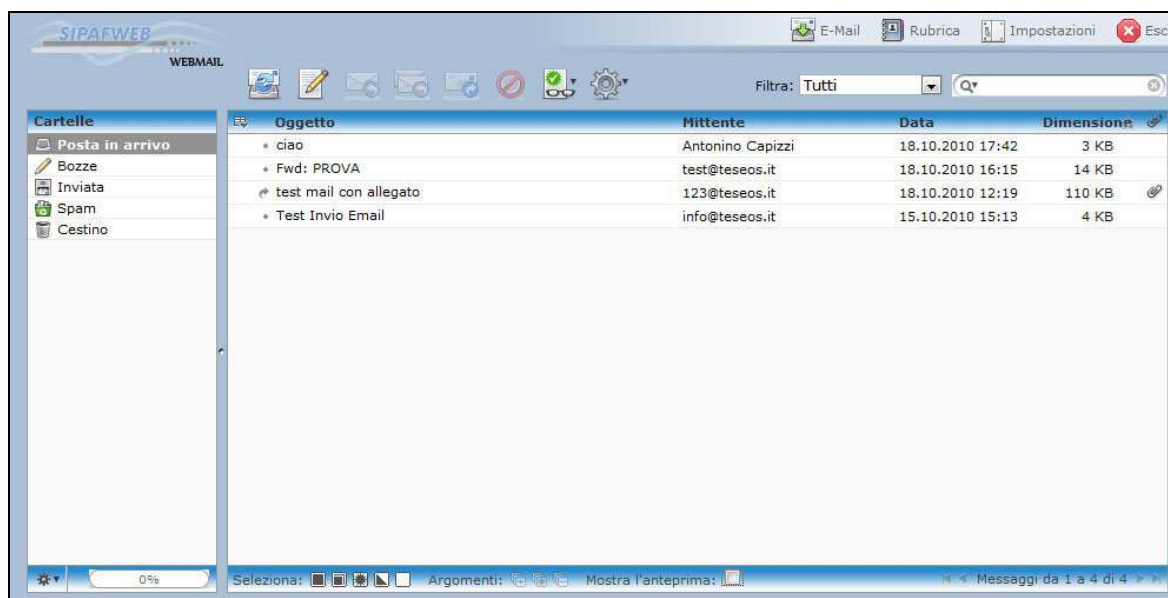 SIPAFWEB
WEBMAIL
E-Mail Rubrica Impostazioni Esc
Filtra: Tutti
Cartelle
Posta in arrivo
Bozze
Inviata
Spam
Cestino
Oggetto Mittente Data Dimensione
ciao Antonino Capizzi 18.10.2010 17:42 3 KB
Fwd: PROVA test@teseos.it 18.10.2010 16:15 14 KB
test mail con allegato 123@teseos.it 18.10.2010 12:19 110 KB
Test Invio Email info@teseos.it 15.10.2010 15:13 4 KB
0%
Seleziona: Argomenti: Mostra l'anteprima: Messaggi da 1 a 4 di 4